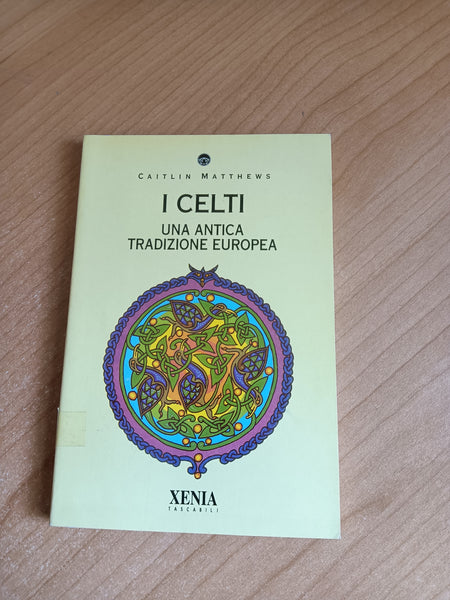 CAITLIN MATTHEWS
I CELTI
UNA ANTICA
TRADIZIONE EUROPEA
XENIA
TASCABILI